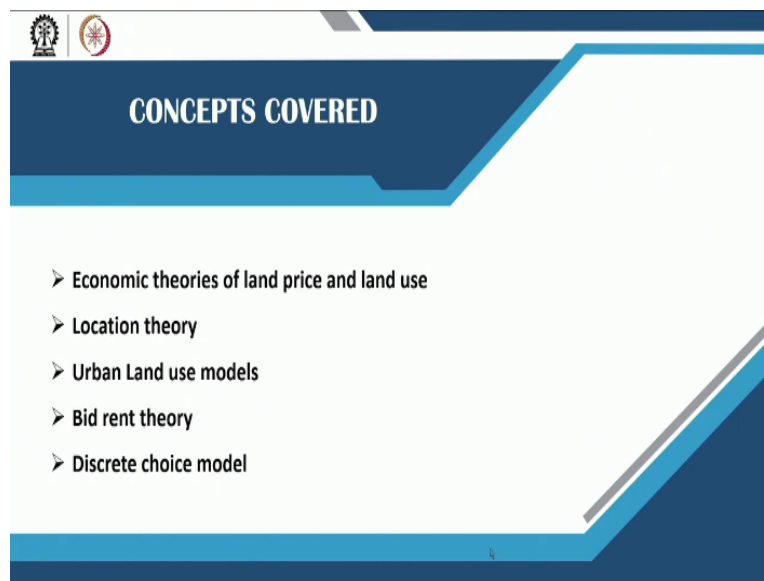 CONCEPTS COVERED
➢ Economic theories of land price and land use
➢ Location theory
➢ Urban Land use models
➢ Bid rent theory
➢ Discrete choice model